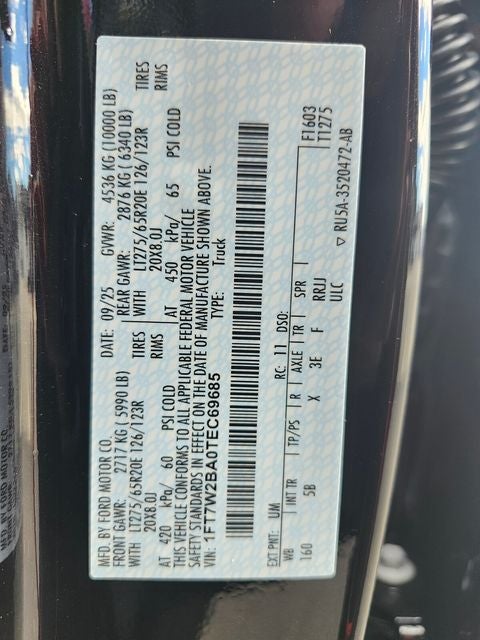 MFD. BY FORD MOTOR CO.
DATE: 09/25 GVWR: 4536 KG (10000 LB)
FRONT GAWR: 2717 KG ( 5990 LB) REAR GAWR: 2876 KG ( 6340 LB)
WITH LT275/65R20E 126/123R TIRES WITH LT275/65R20E 126/123R TIRES
20X8.0J RIMS 20X8.0J RIMS
AT 420 kPa/ 60 PSI COLD AT 450 kPa/ 65 PSI COLD
THIS VEHICLE CONFORMS TO ALL APPLICABLE FEDERAL MOTOR VEHICLE
SAFETY STANDARDS IN EFFECT ON THE DATE OF MANUFACTURE SHOWN ABOVE.
VIN: 1FT7W2BA0TEC69685 TYPE: Truck
EXT PNT: UM RC: 11 DSO: F1603
WB INT TR TP/PS R AXLE TR SPR T1275
160 5B X 3E F RRJJ
ULC ▽ RU5A-3520472-AB